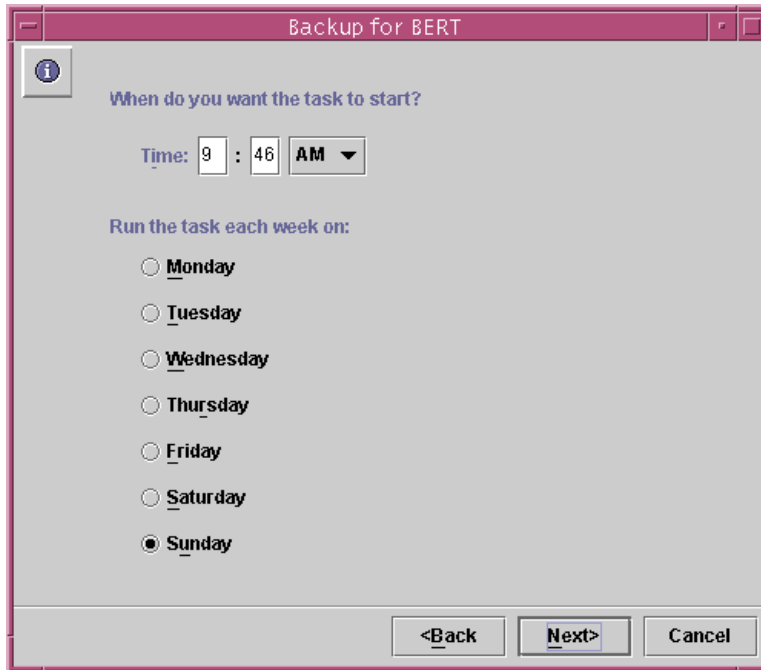 Backup for BERT
When do you want the task to start?
Time: 9 : 46 AM
Run the task each week on:
Monday
Tuesday
Wednesday
Thursday
Friday
Saturday
Sunday
<Back Next> Cancel